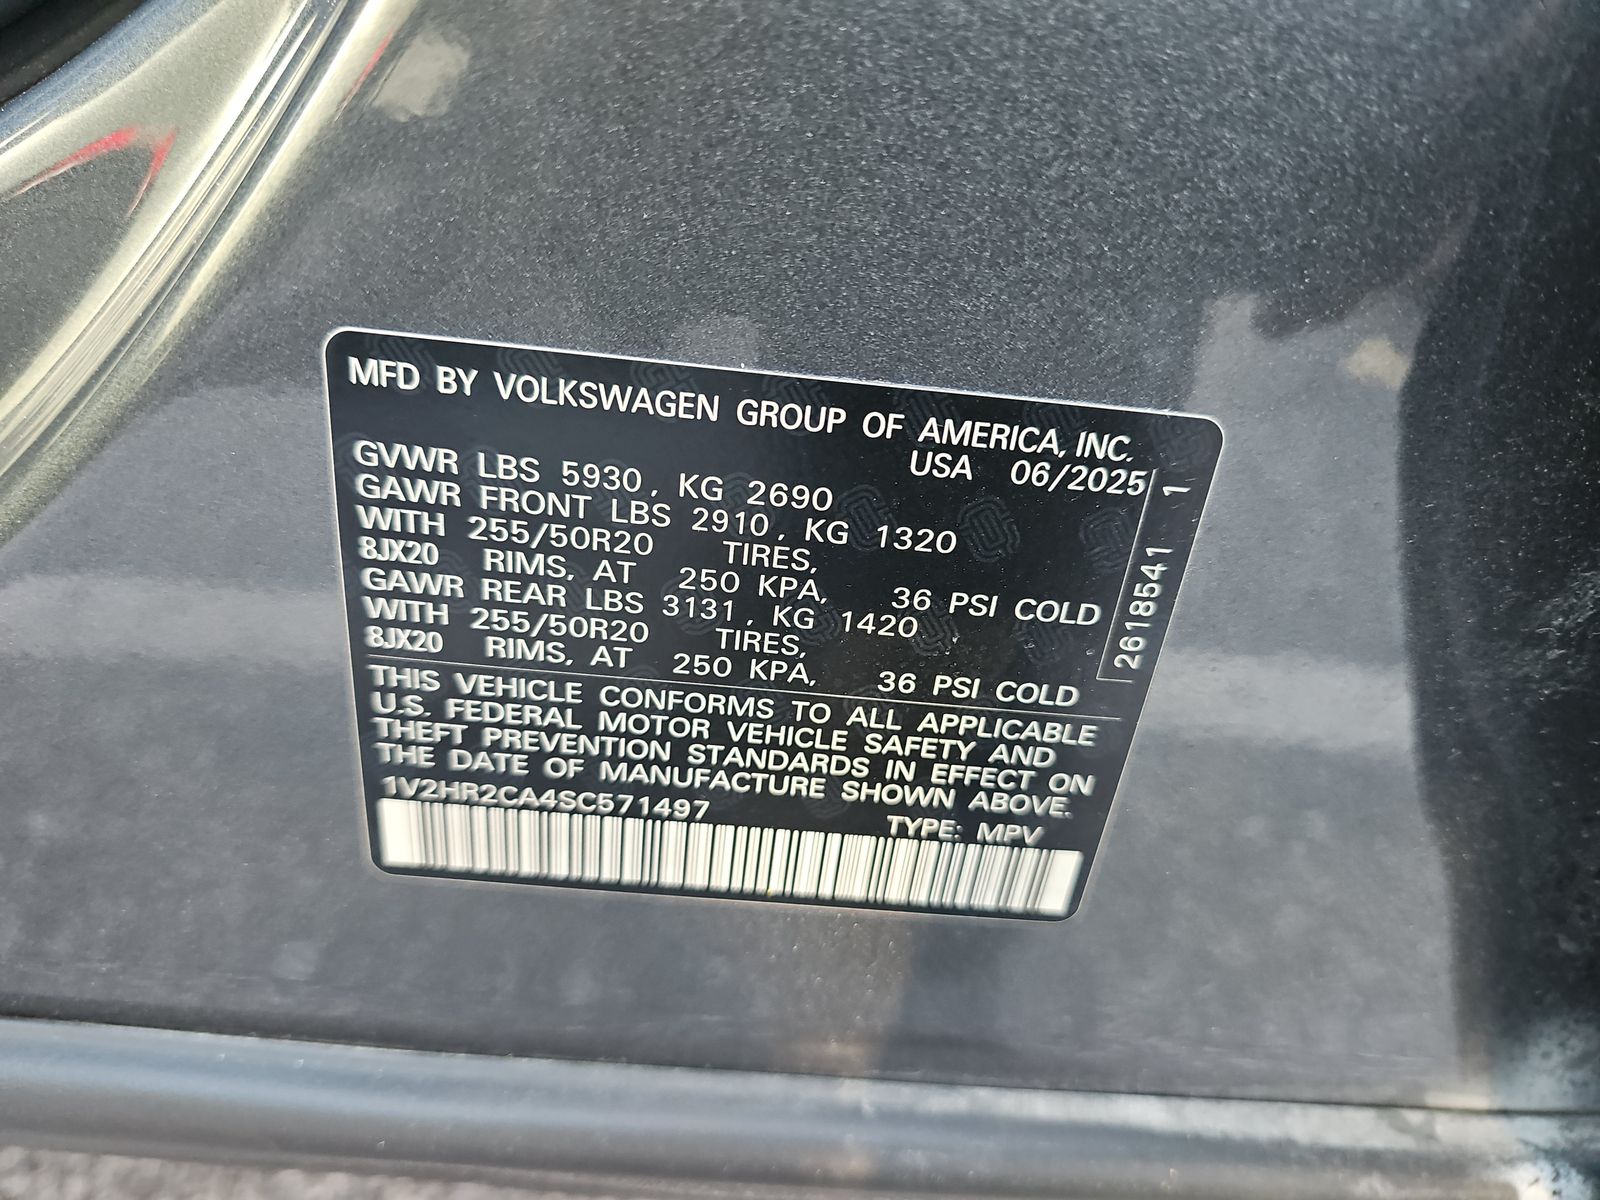 MFD BY VOLKSWAGEN GROUP OF AMERICA, INC.
USA 06/2025
GVWR LBS 5930, KG 2690
GAWR FRONT LBS 2910, KG 1320
WITH 255/50R20 TIRES,
8JX20 RIMS, AT 250 KPA, 36 PSI COLD
GAWR REAR LBS 3131, KG 1420
WITH 255/50R20 TIRES,
8JX20 RIMS, AT 250 KPA, 36 PSI COLD
THIS VEHICLE CONFORMS TO ALL APPLICABLE
U.S. FEDERAL MOTOR VEHICLE SAFETY AND
THEFT PREVENTION STANDARDS IN EFFECT ON
THE DATE OF MANUFACTURE SHOWN ABOVE.
1V2HR2CA4SC571497
TYPE: MPV
2618541 1